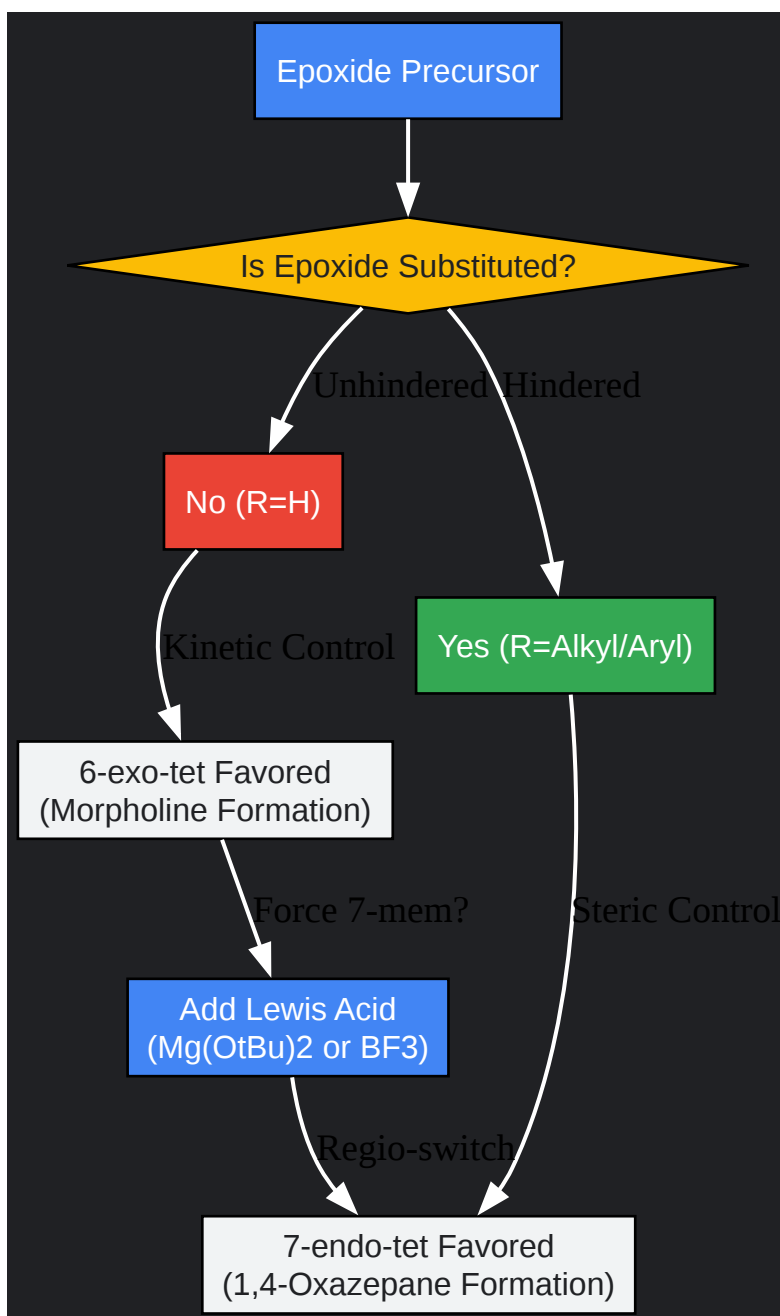 Epoxide Precursor
Is Epoxide Substituted?
Unhindered
Hindered
No (R=H)
Yes (R=Alkyl/Aryl)
Kinetic Control
6-exo-tet Favored
(Morpholine Formation)
Force 7-mem?
Steric Control
Add Lewis Acid
(Mg(OtBu)2 or BF3)
Regio-switch
7-endo-tet Favored
(1,4-Oxazepane Formation)